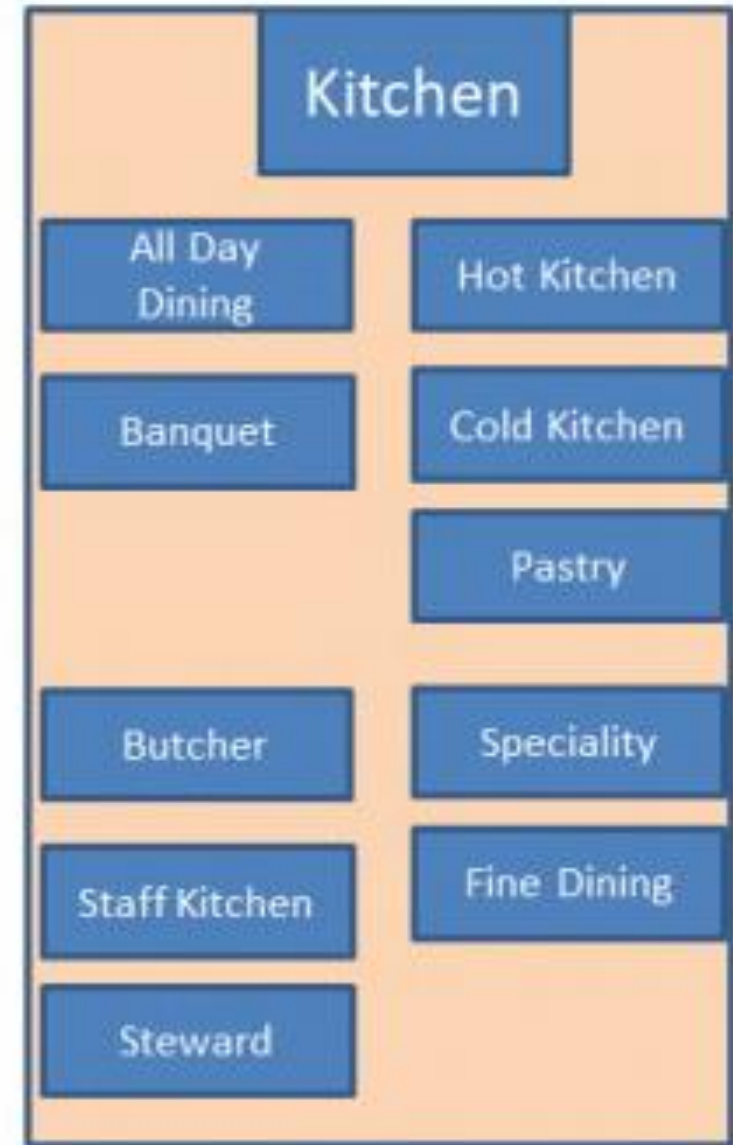 Kitchen
All Day
Dining
Hot Kitchen
Banquet
Cold Kitchen
Pastry
Butcher
Speciality
Staff Kitchen
Fine Dining
Steward